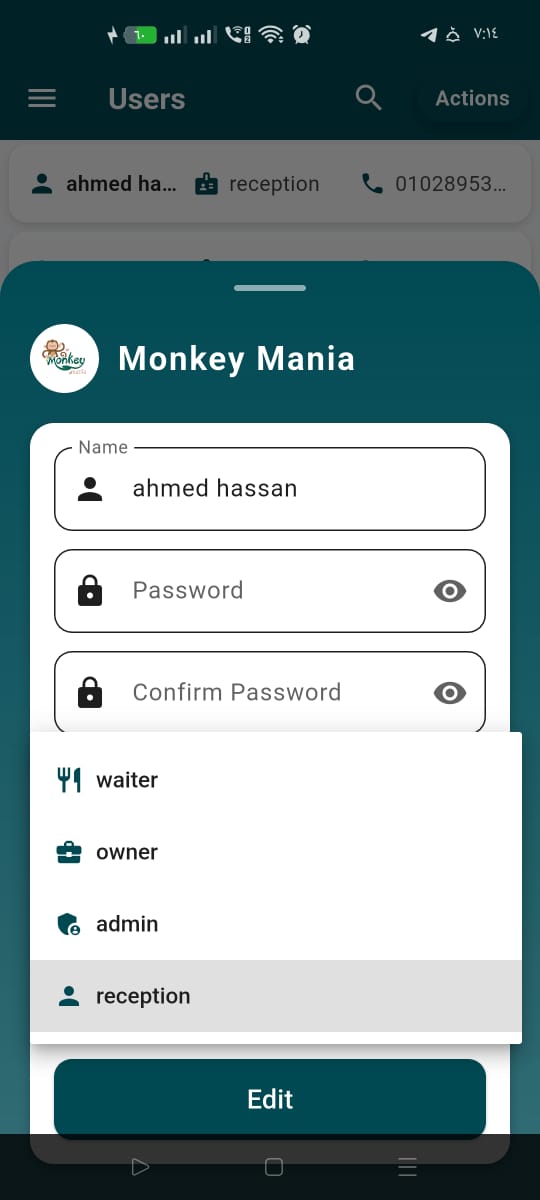 ٦٠
٧:١٤
Users
Actions
ahmed ha... reception 01028953...
Monkey
Monkey Mania
Name
ahmed hassan
Password
Confirm Password
waiter
owner
admin
reception
Edit